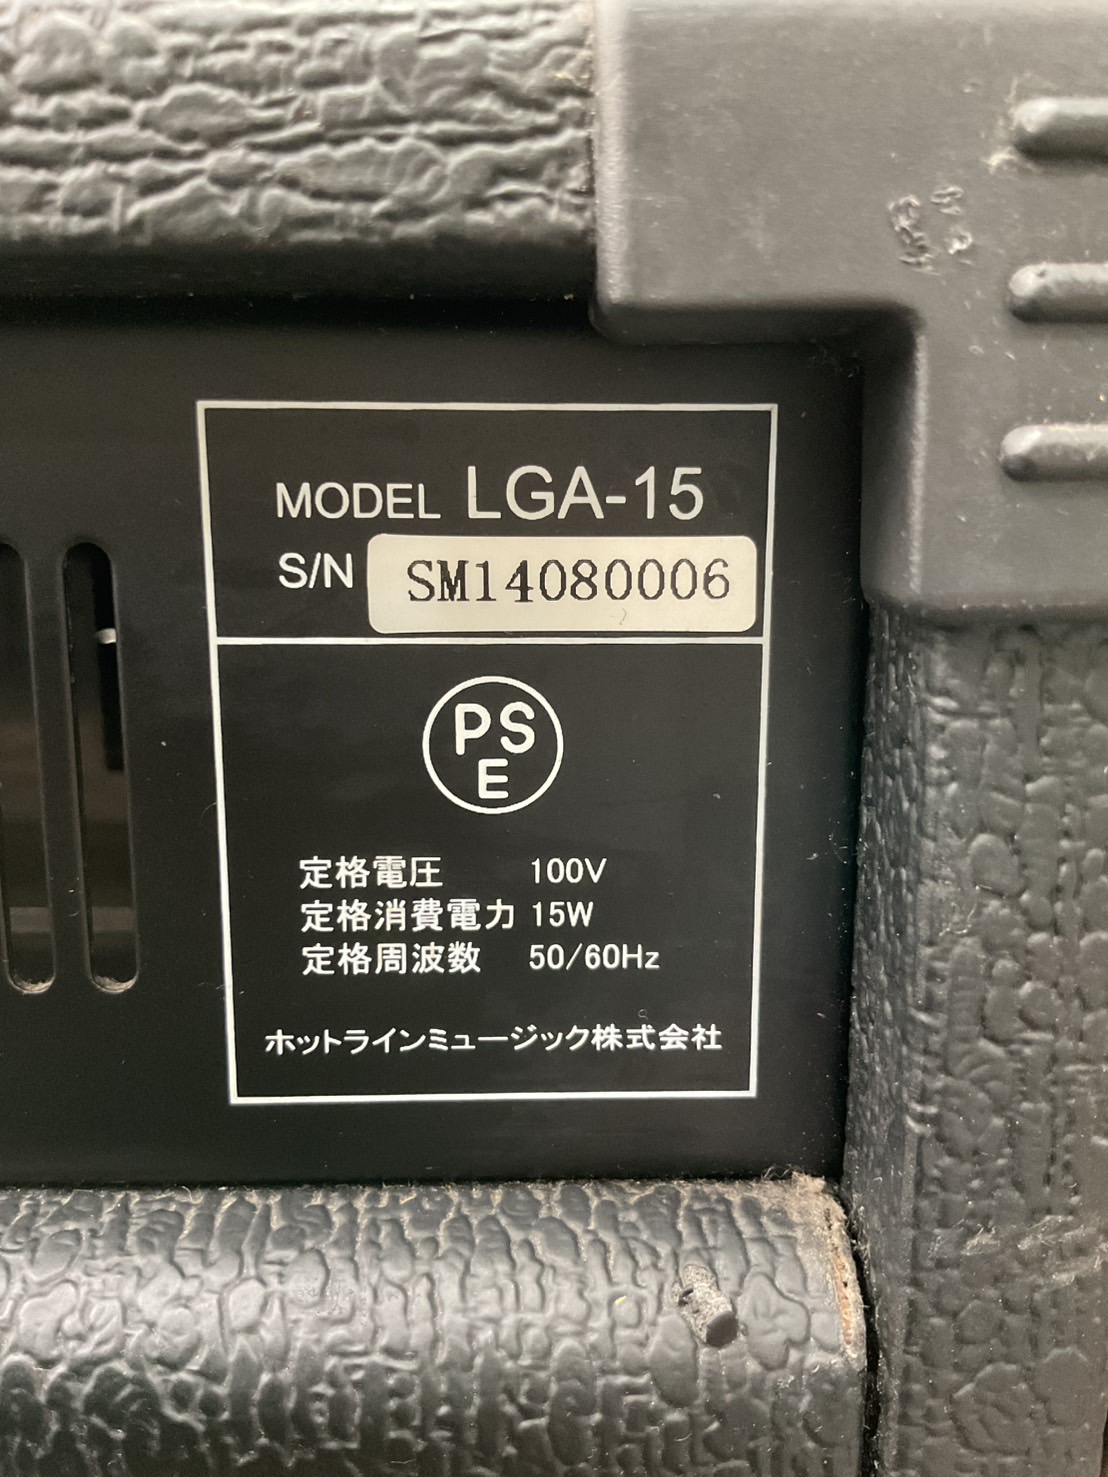 MODEL LGA-15
S/N SM14080006
PS
E
定格電圧 100V
定格消費電力 15W
定格周波数 50/60Hz
ホットラインミュージック株式会社